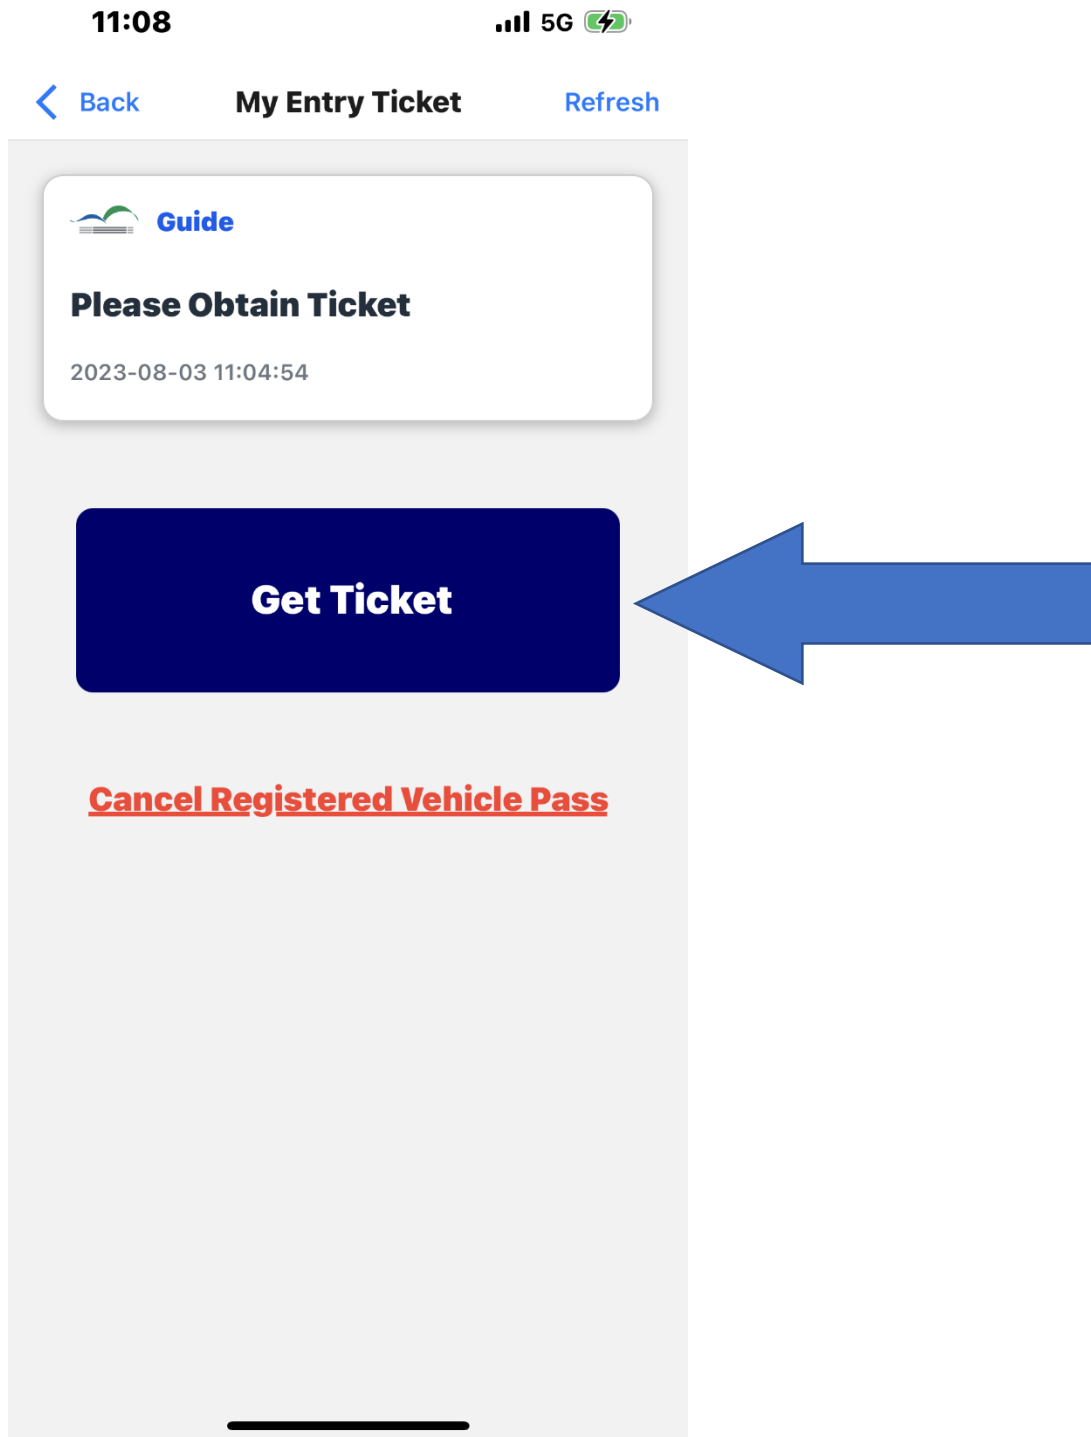 11:08 5G
Back My Entry Ticket Refresh
Guide
Please Obtain Ticket
2023-08-03 11:04:54
Get Ticket
Cancel Registered Vehicle Pass